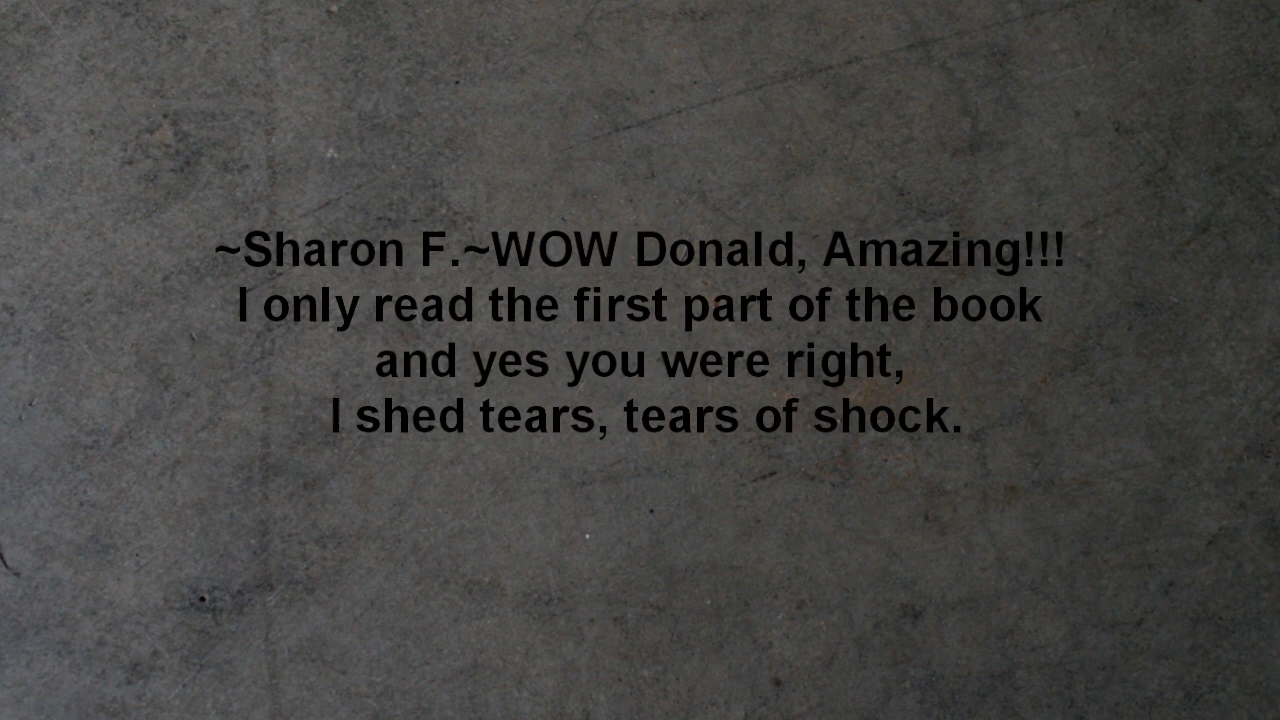 ~Sharon F.~WOW Donald, Amazing!!!
I only read the first part of the book
and yes you were right,
I shed tears, tears of shock.